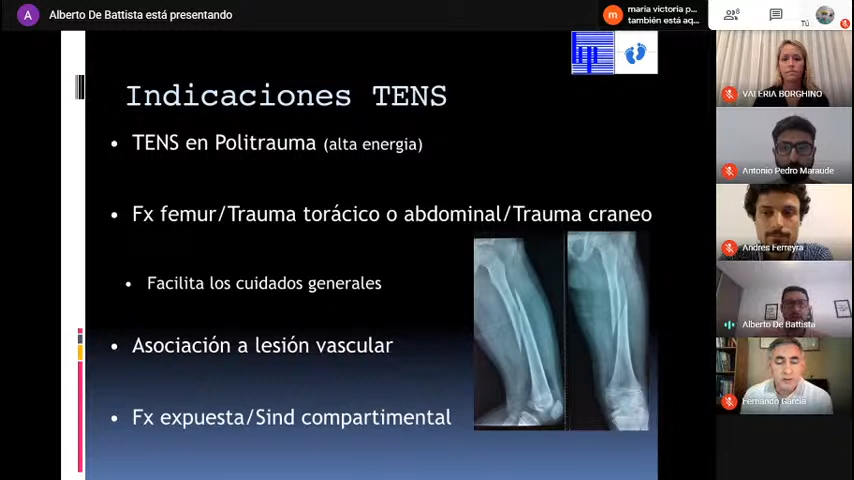 A Alberto De Battista está presentando
m maria victoria p...
también está aq...
8
Tú
Indicaciones TENS
• TENS en Politrauma (alta energia)
• Fx femur/Trauma torácico o abdominal/Trauma craneo
• Facilita los cuidados generales
• Asociación a lesión vascular
• Fx expuesta/Sind compartimental
VALERIA BORGHINO
Antonio Pedro Maraude
Andres Ferreyra
Alberto De Battista
Fernando Garcia